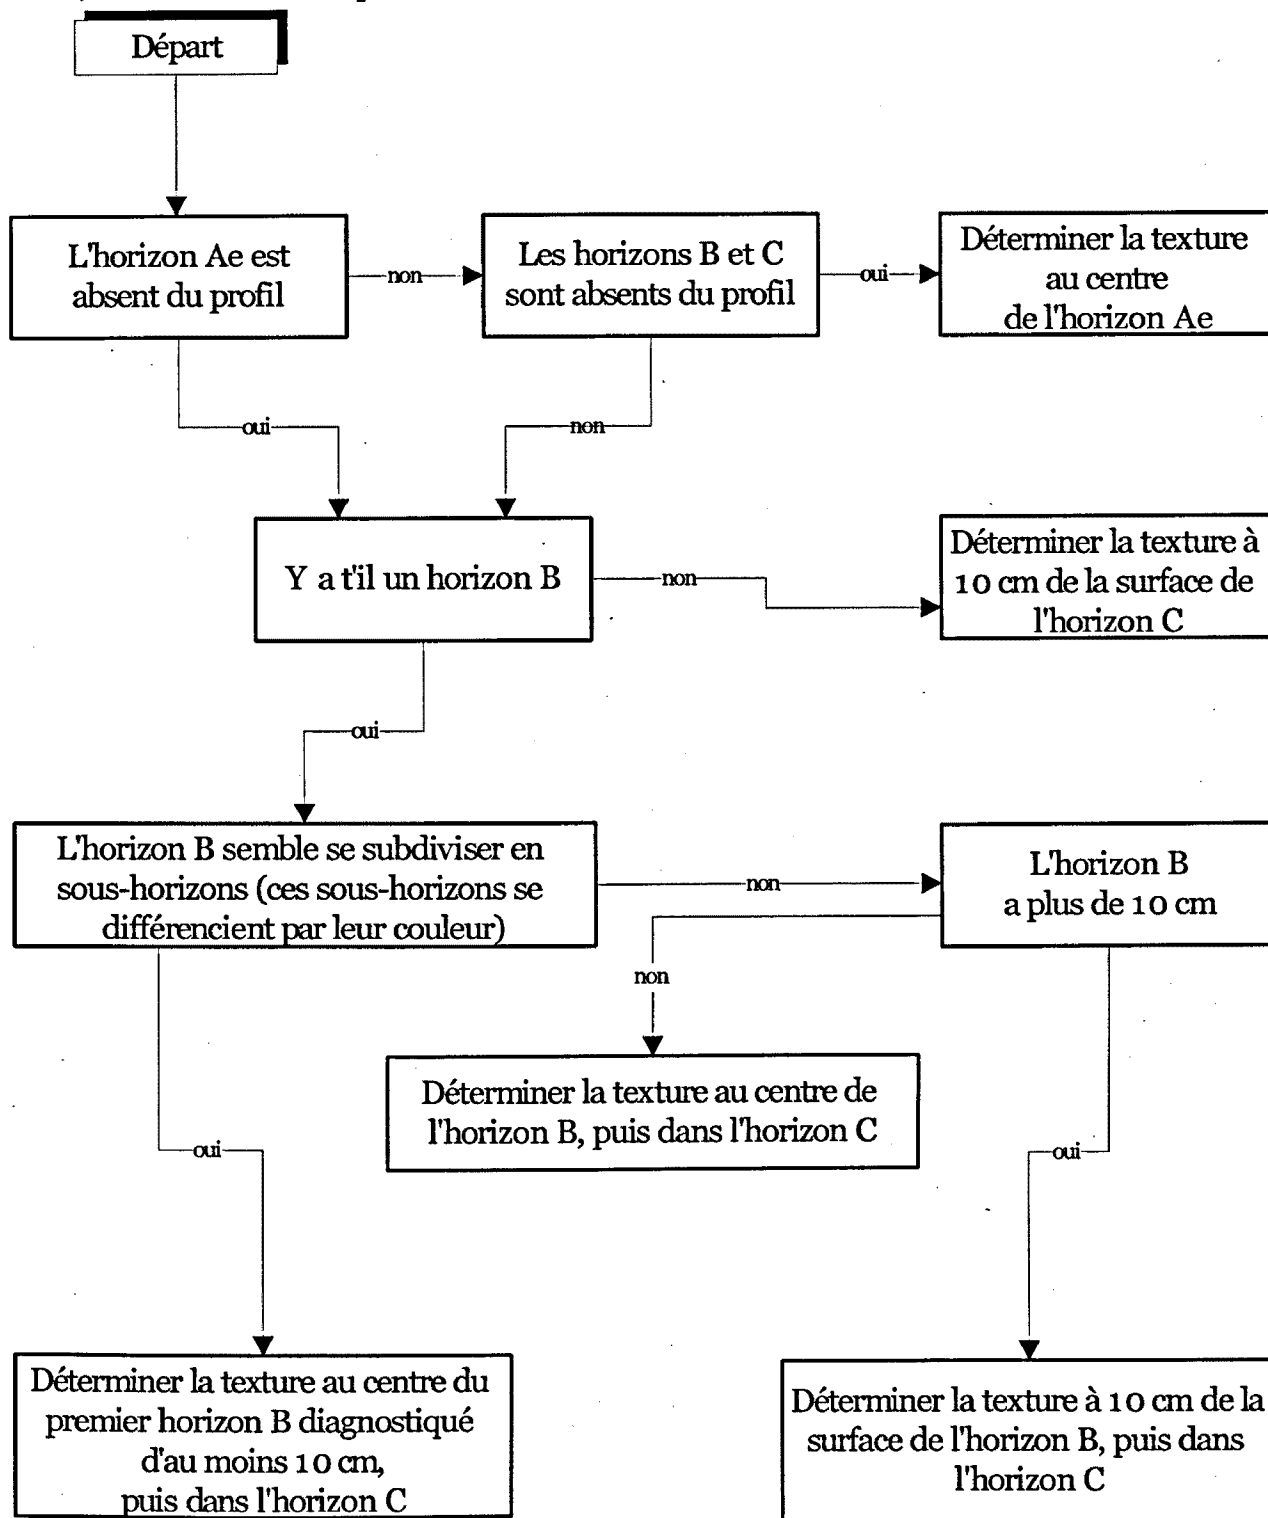 Départ
L'horizon Ae est
absent du profil
non
Les horizons B et C
sont absents du profil
oui
Déterminer la texture
au centre
de l'horizon Ae
oui
non
Y a t'il un horizon B
non
Déterminer la texture à
10 cm de la surface de
l'horizon C
oui
L'horizon B semble se subdiviser en
sous-horizons (ces sous-horizons se
différencient par leur couleur)
non
L'horizon B
a plus de 10 cm
non
Déterminer la texture au centre de
l'horizon B, puis dans l'horizon C
oui
oui
Déterminer la texture au centre du
premier horizon B diagnostiqué
d'au moins 10 cm,
puis dans l'horizon C
Déterminer la texture à 10 cm de la
surface de l'horizon B, puis dans
l'horizon C